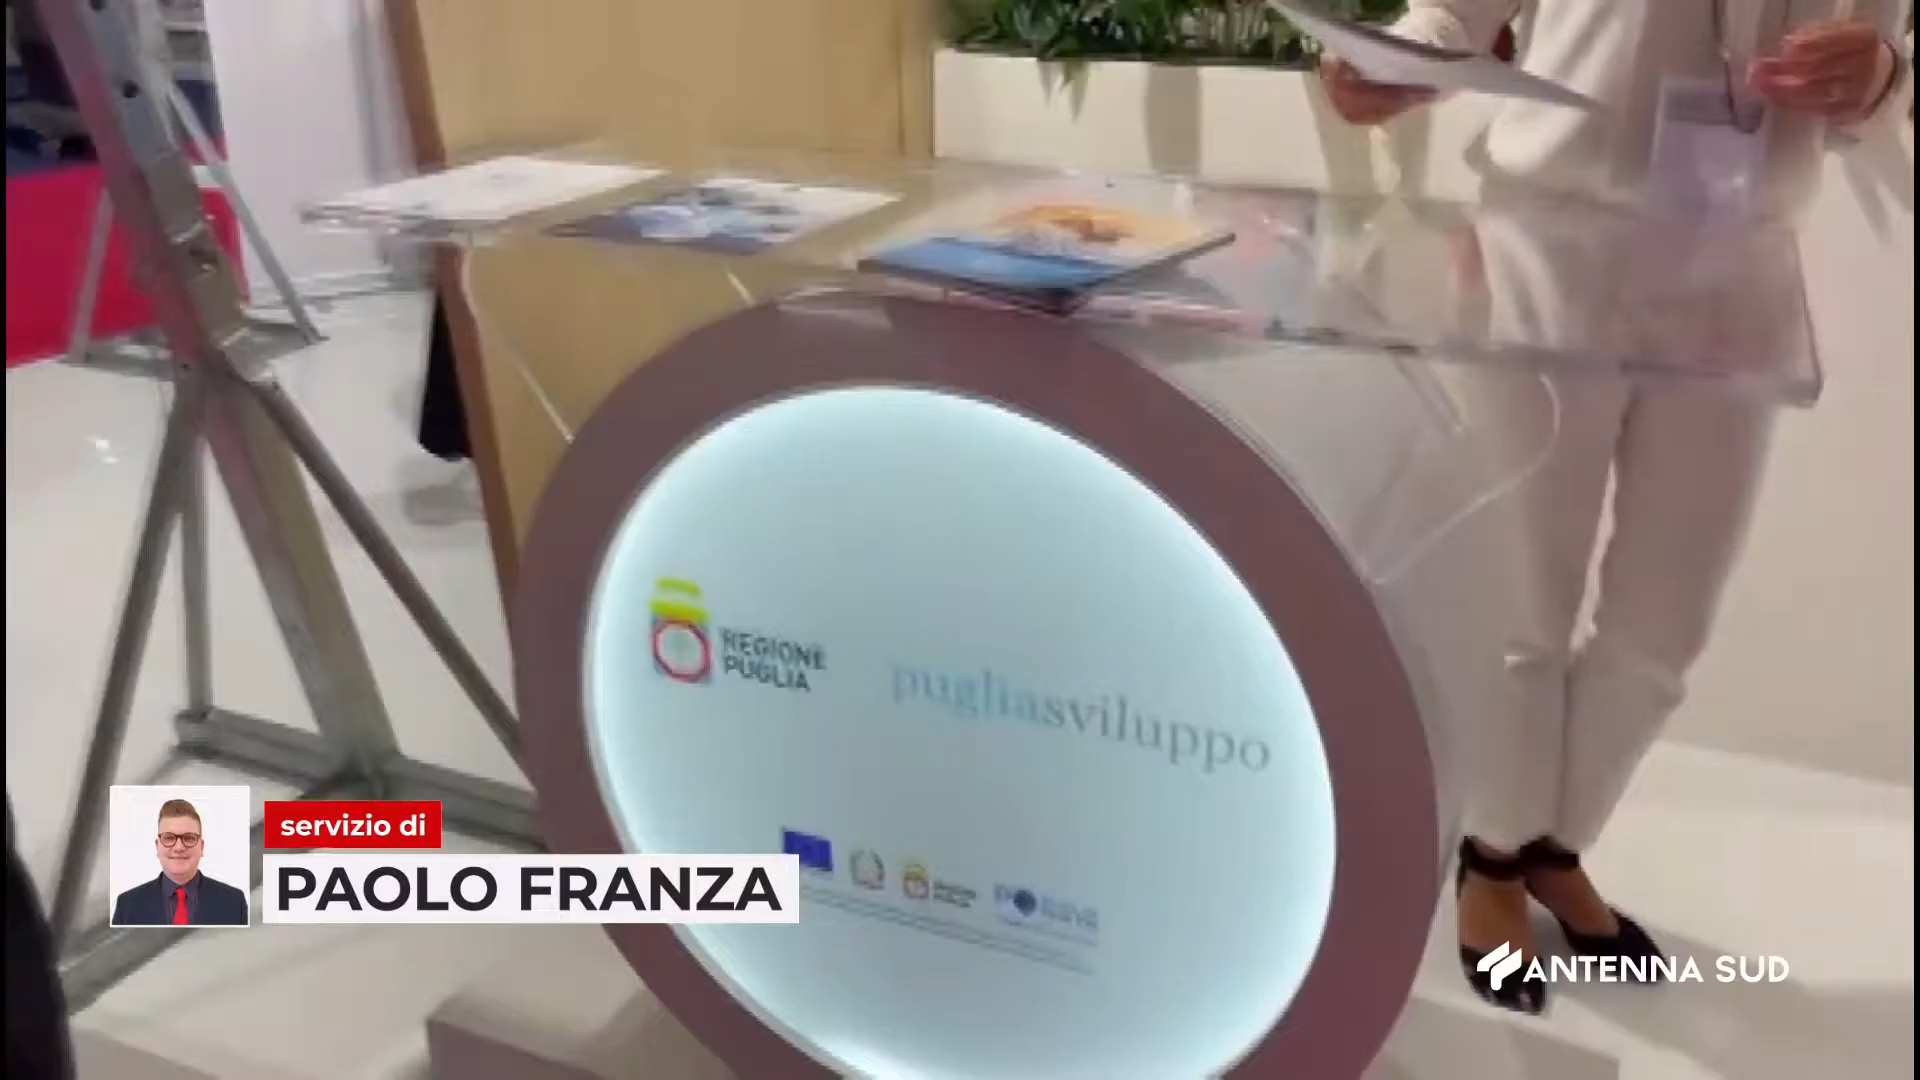 REGIONE
PUGLIA
pugliasviluppo
servizio di
PAOLO FRANZA
ANTENNA SUD